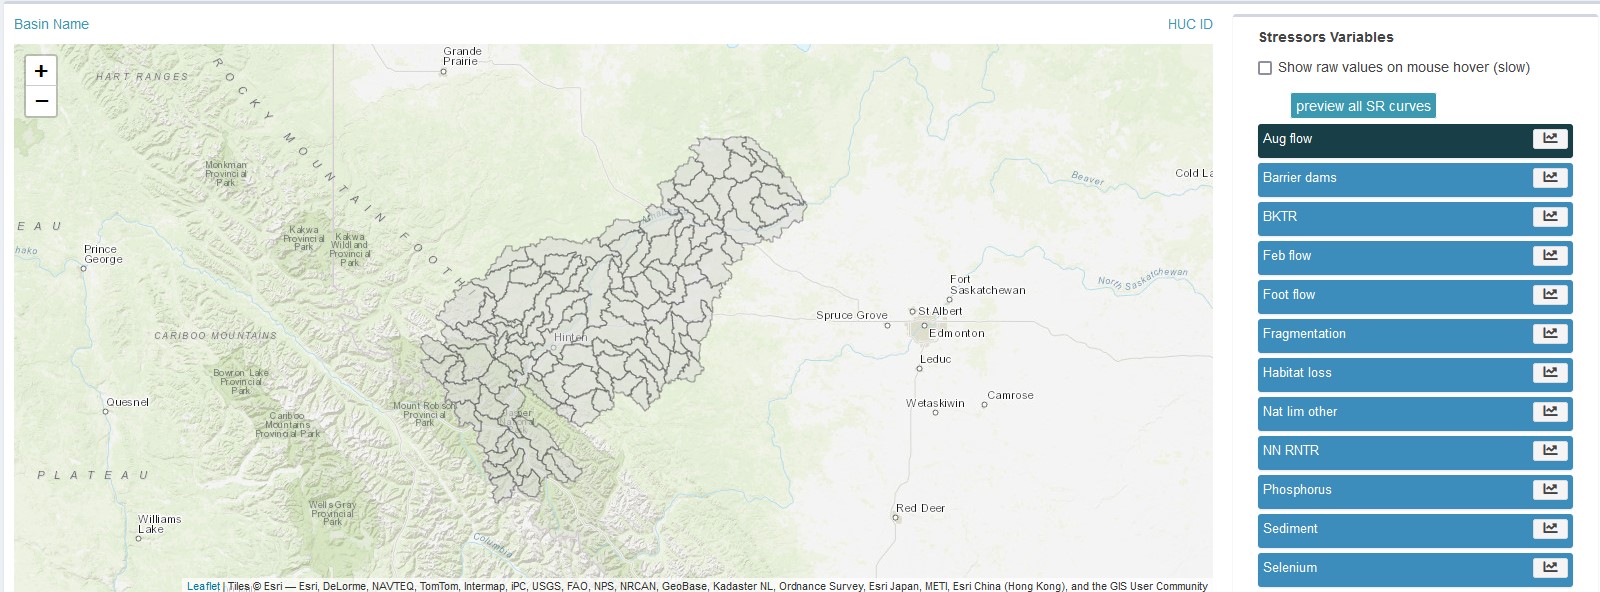 Basin Name
HUC ID
+
−
Grande
Prairie
HART RANGES
ROCKY MOUNTAIN FOOT
Monkman
Provincial
Park
Beaver
Cold La
EAU
Kakwa
Provincial
Park
Kakwa
Wildland
Provincial
Park
hako
Prince
George
North Saskatchewan
Fort
Saskatchewan
Spruce Grove
St Albert
Edmonton
CARIBOO MOUNTAINS
Hinton
Leduc
Bowron Lake
Provincial
Park
Quesnel
Mount Robson
Provincial
Park
Jasper
National
Park
Wetaskiwin
Camrose
Cariboo
Mountains
Provincial Park
PLATEAU
Wells Gray
Provincial
Park
Red Deer
Williams
Lake
Columbia
Leaflet | Tiles © Esri — Esri, DeLorme, NAVTEQ, TomTom, Intermap, iPC, USGS, FAO, NPS, NRCAN, GeoBase, Kadaster NL, Ordnance Survey, Esri Japan, METI, Esri China (Hong Kong), and the GIS User Community
Stressors Variables
Show raw values on mouse hover (slow)
preview all SR curves
Aug flow
Barrier dams
BKTR
Feb flow
Foot flow
Fragmentation
Habitat loss
Nat lim other
NN RNTR
Phosphorus
Sediment
Selenium